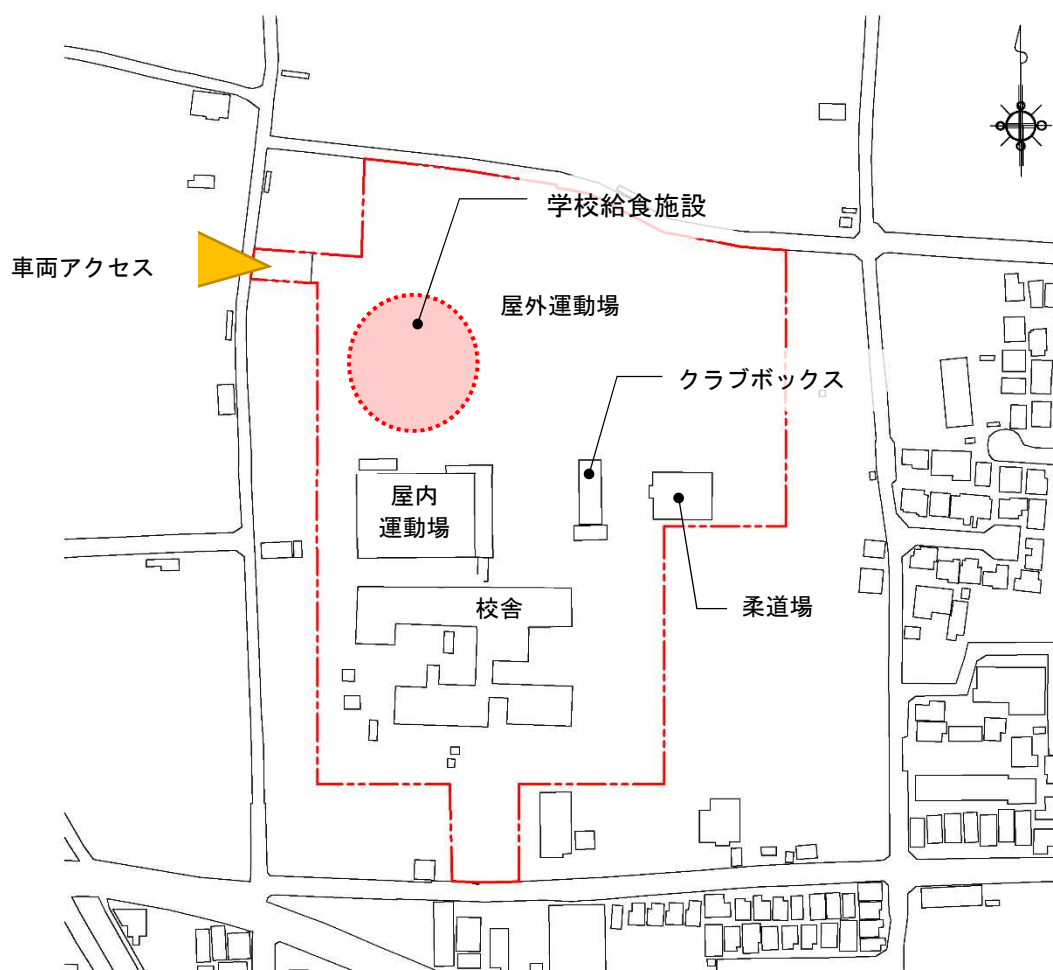 学校給食施設
車両アクセス
屋外運動場
クラブボックス
屋内
運動場
校舎
柔道場